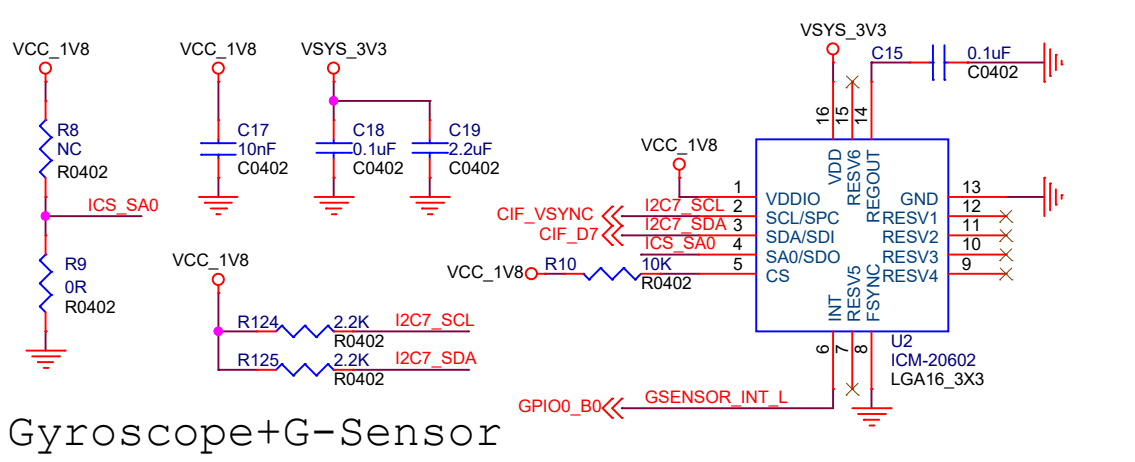 VCC_1V8
R8
NC
R0402
ICS_SA0
R9
0R
R0402
VCC_1V8
C17
10nF
C0402
VSYS_3V3
C18
0.1uF
C0402
C19
2.2uF
C0402
VCC_1V8
R124
2.2K
R0402
I2C7_SCL
R125
2.2K
R0402
I2C7_SDA
VSYS_3V3
C15
0.1uF
C0402
16
15
14
VDD
RESV6
REGOUT
VCC_1V8
1
VDDIO
CIF_VSYNC
I2C7_SCL
2
SCL/SPC
CIF_D7
I2C7_SDA
3
SDA/SDI
ICS_SA0
4
SA0/SDO
VCC_1V8
R10
10K
R0402
5
CS
GND
13
RESV1
12
RESV2
11
RESV3
10
RESV4
9
INT
RESV5
FSYNC
6
7
8
U2
ICM-20602
LGA16_3X3
GPIO0_B0
GSENSOR_INT_L
Gyroscope+G-Sensor